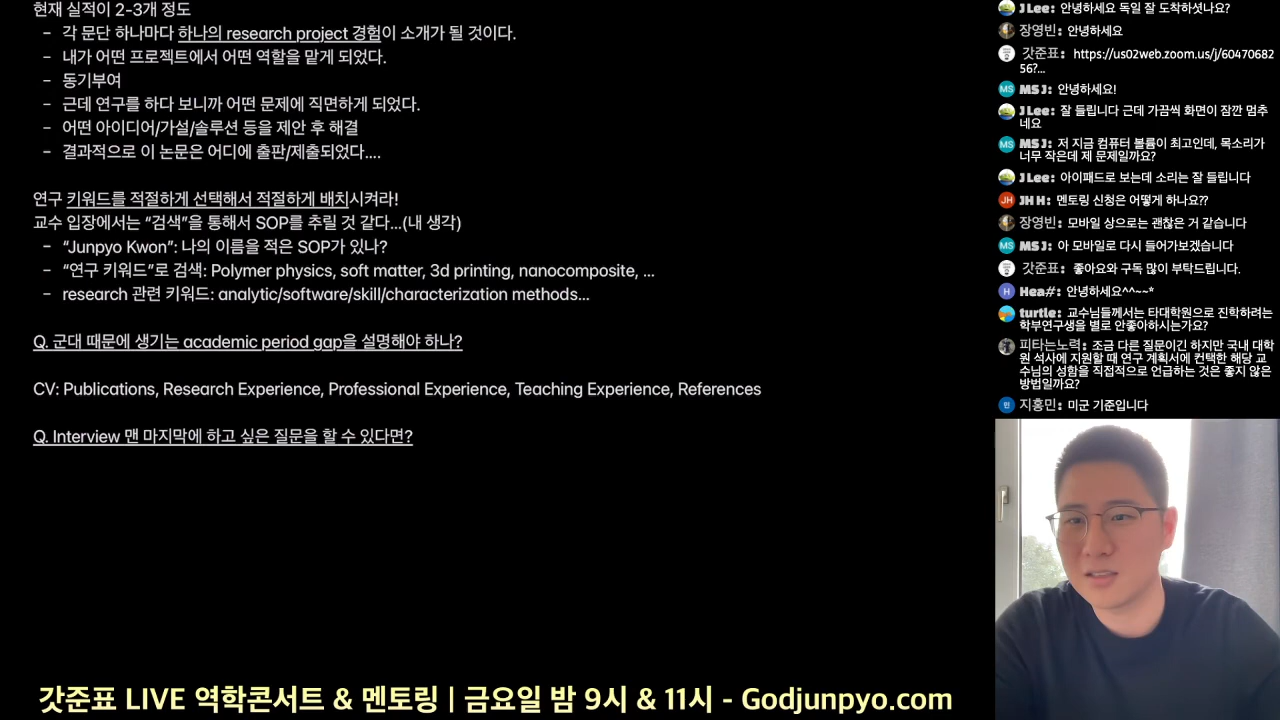 현재 실적이 2-3개 정도
- 각 문단 하나마다 하나의 research project 경험이 소개가 될 것이다.
- 내가 어떤 프로젝트에서 어떤 역할을 맡게 되었다.
- 동기부여
- 근데 연구를 하다 보니까 어떤 문제에 직면하게 되었다.
- 어떤 아이디어/가설/솔루션 등을 제안 후 해결
- 결과적으로 이 논문은 어디에 출판/제출되었다....
연구 키워드를 적절하게 선택해서 적절하게 배치시켜라!
교수 입장에서는 “검색”을 통해서 SOP를 추릴 것 같다...(내 생각)
- “Junpyo Kwon”: 나의 이름을 적은 SOP가 있나?
- “연구 키워드”로 검색: Polymer physics, soft matter, 3d printing, nanocomposite, ...
- research 관련 키워드: analytic/software/skill/characterization methods...
Q. 군대 때문에 생기는 academic period gap을 설명해야 하나?
CV: Publications, Research Experience, Professional Experience, Teaching Experience, References
Q. Interview 맨 마지막에 하고 싶은 질문을 할 수 있다면?
J Lee: 안녕하세요 독일 잘 도착하셧나요?
장영빈: 안녕하세요
갓준표: https://us02web.zoom.us/j/60470682
56?...
MS
MS J: 안녕하세요!
J Lee: 잘 들립니다 근데 가끔씩 화면이 잠깐 멈추
네요
MS
MS J: 저 지금 컴퓨터 볼륨이 최고인데, 목소리가
너무 작은데 제 문제일까요?
J Lee: 아이패드로 보는데 소리는 잘 들립니다
JH
JH H: 멘토링 신청은 어떻게 하나요??
장영빈: 모바일 상으로는 괜찮은 거 같습니다
MS
MS J: 아 모바일로 다시 들어가보겠습니다
갓준표: 좋아요와 구독 많이 부탁드립니다.
H
Hea#: 안녕하세요^^~~*
turtle: 교수님들께서는 타대학원으로 진학하려는
학부연구생을 별로 안좋아하시는가요?
피타는노력: 조금 다른 질문이긴 하지만 국내 대학
원 석사에 지원할 때 연구 계획서에 컨택한 해당 교
수님의 성함을 직접적으로 언급하는 것은 좋지 않은
방법일까요?
민
지홍민: 미군 기준입니다
갓준표 LIVE 역학콘서트 & 멘토링 | 금요일 밤 9시 & 11시 - Godjunpyo.com